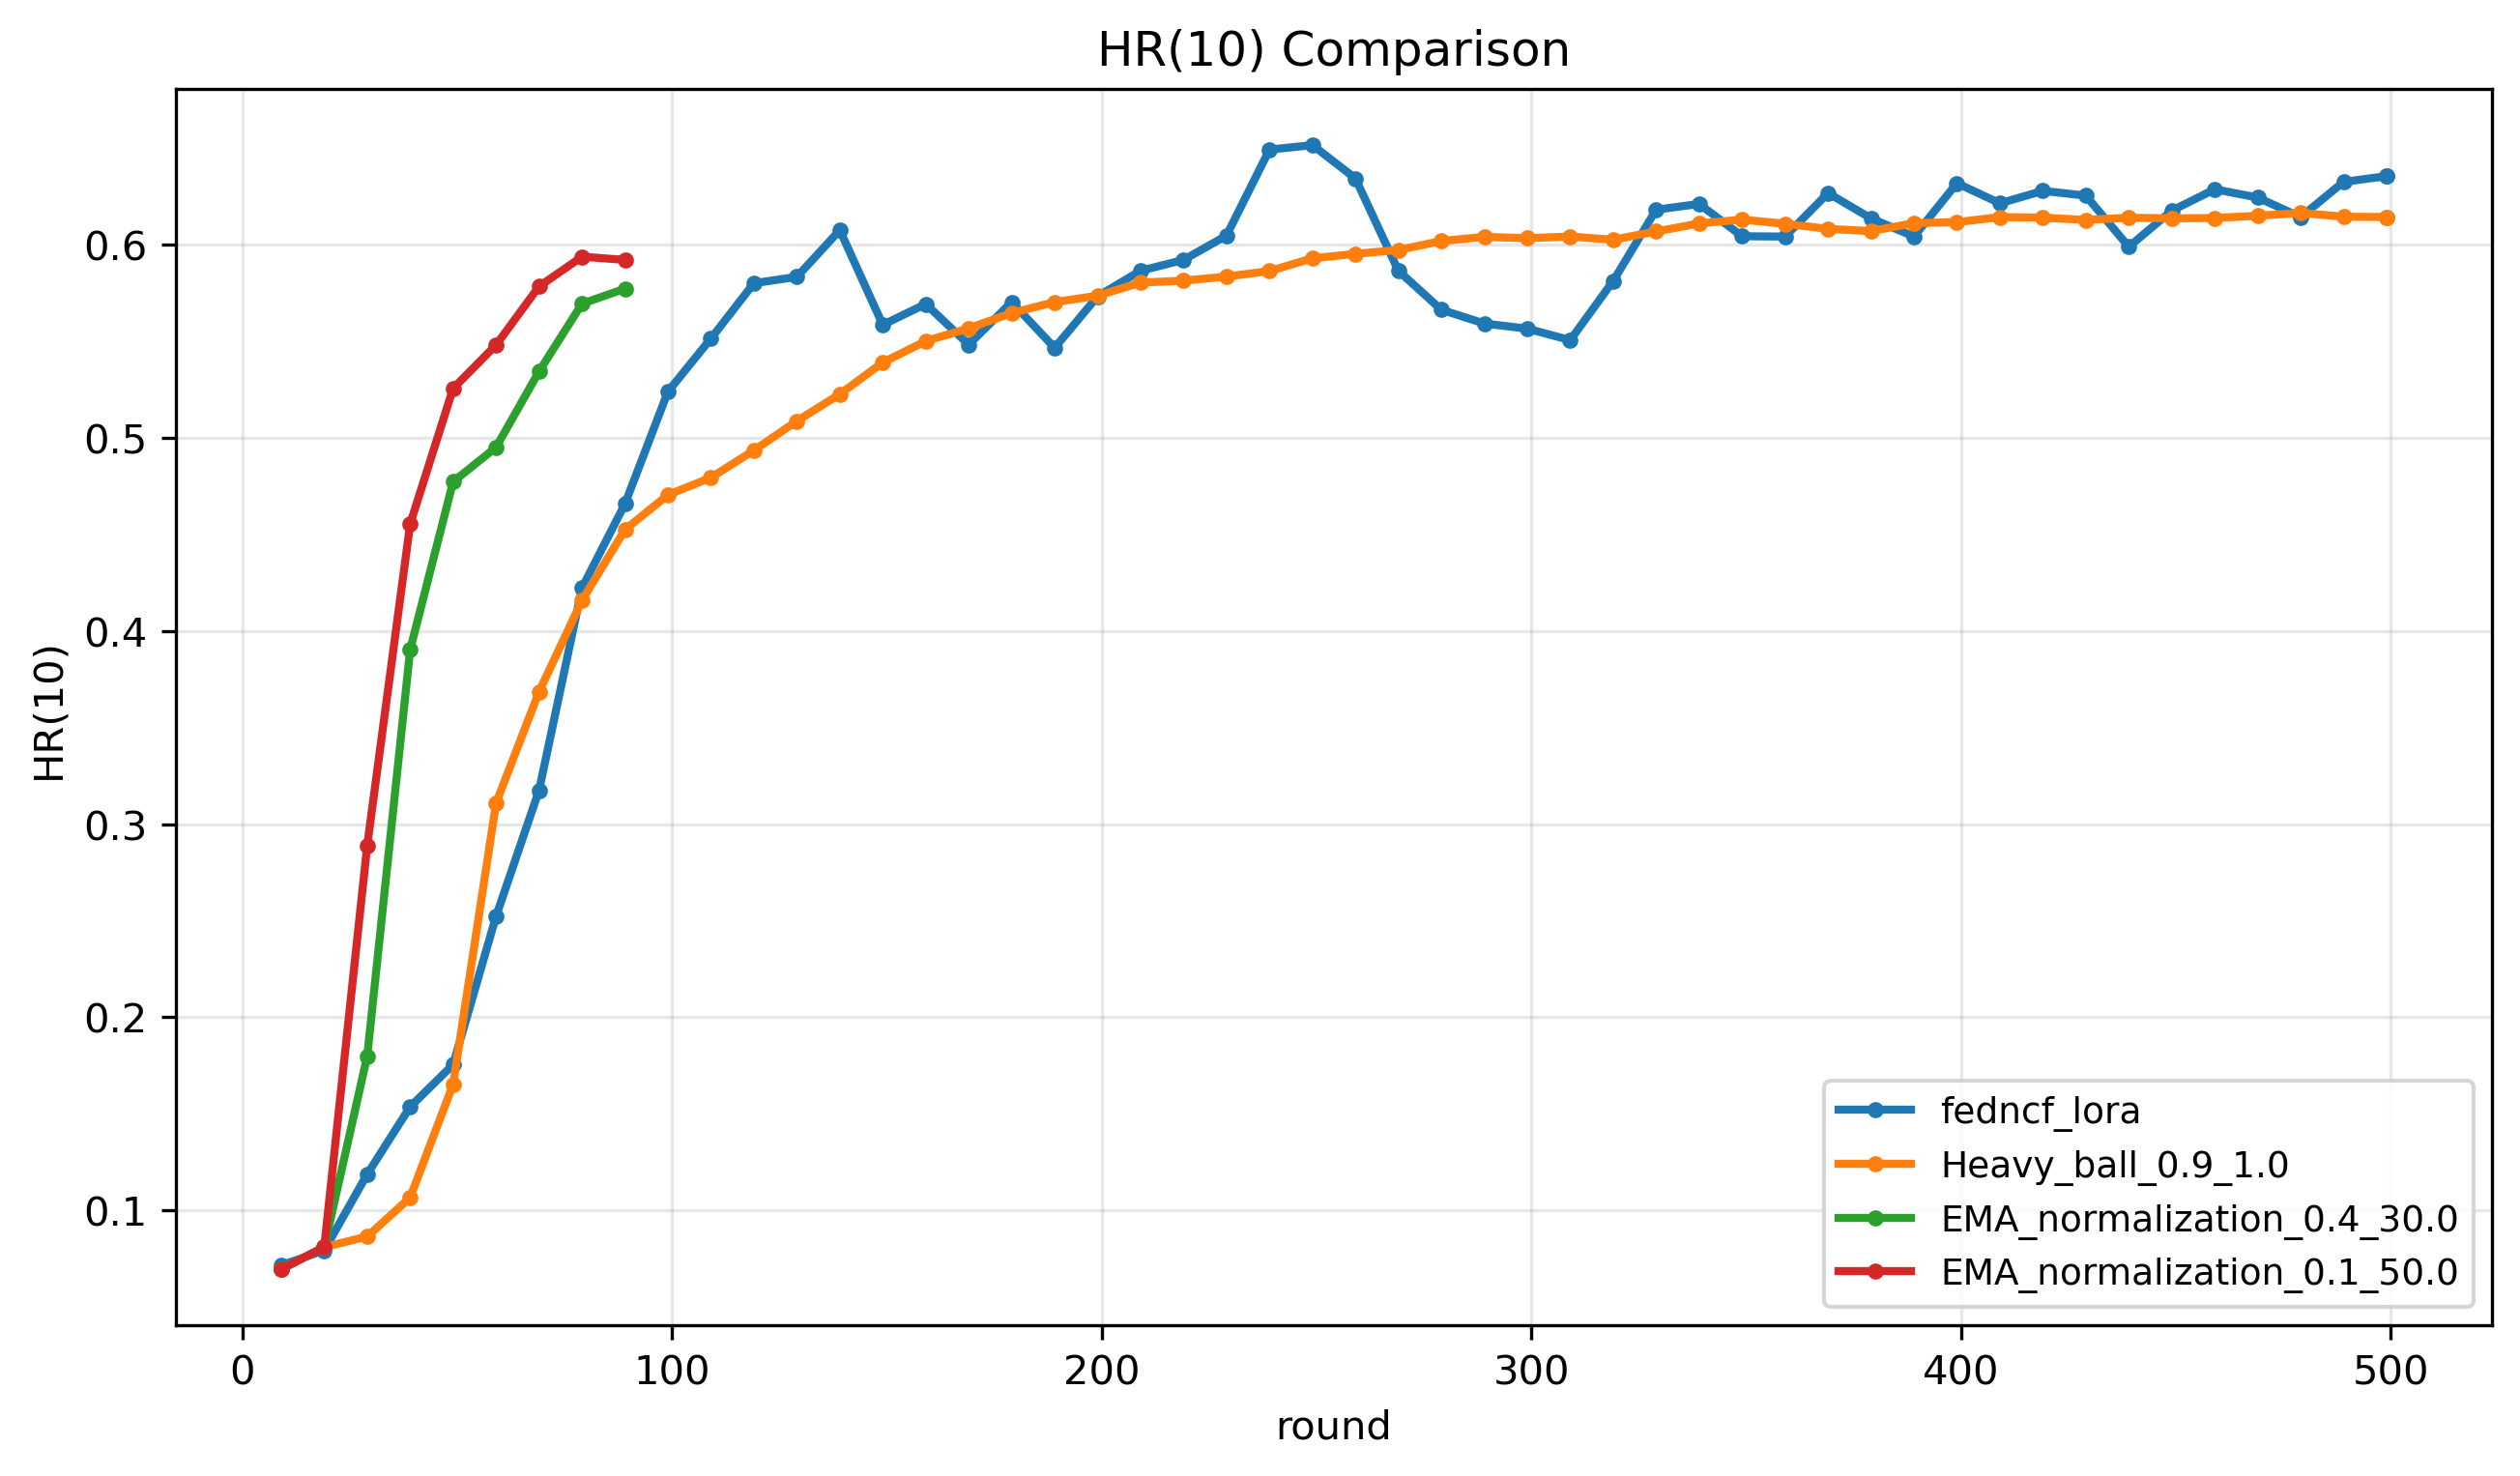 HR(10) Comparison
HR(10)
0.6
0.5
0.4
0.3
0.2
0.1
0 100 200 300 400 500
round
fedncf_lora
Heavy_ball_0.9_1.0
EMA_normalization_0.4_30.0
EMA_normalization_0.1_50.0